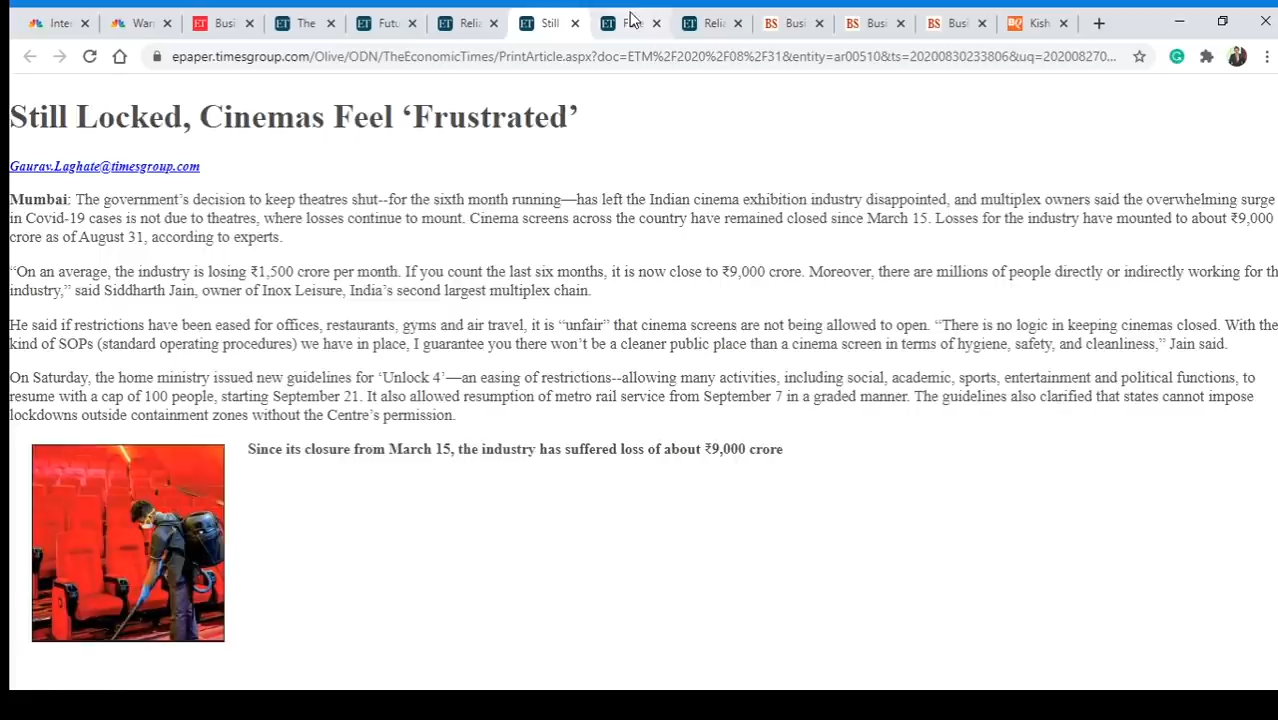 Inte
War
Busi
The
Futu
Relia
Still
Relia
Busi
Busi
Busi
Kish
epaper.timesgroup.com/Olive/ODN/TheEconomicTimes/PrintArticle.aspx?doc=ETM%2F2020%2F08%2F31&entity=ar00510&ts=20200830233806&uq=202008270...
Still Locked, Cinemas Feel ‘Frustrated’
Gaurav.Laghate@timesgroup.com
Mumbai: The government’s decision to keep theatres shut--for the sixth month running—has left the Indian cinema exhibition industry disappointed, and multiplex owners said the overwhelming surge
in Covid-19 cases is not due to theatres, where losses continue to mount. Cinema screens across the country have remained closed since March 15. Losses for the industry have mounted to about ₹9,000
crore as of August 31, according to experts.
“On an average, the industry is losing ₹1,500 crore per month. If you count the last six months, it is now close to ₹9,000 crore. Moreover, there are millions of people directly or indirectly working for th
industry,” said Siddharth Jain, owner of Inox Leisure, India’s second largest multiplex chain.
He said if restrictions have been eased for offices, restaurants, gyms and air travel, it is “unfair” that cinema screens are not being allowed to open. “There is no logic in keeping cinemas closed. With the
kind of SOPs (standard operating procedures) we have in place, I guarantee you there won’t be a cleaner public place than a cinema screen in terms of hygiene, safety, and cleanliness,” Jain said.
On Saturday, the home ministry issued new guidelines for ‘Unlock 4’—an easing of restrictions--allowing many activities, including social, academic, sports, entertainment and political functions, to
resume with a cap of 100 people, starting September 21. It also allowed resumption of metro rail service from September 7 in a graded manner. The guidelines also clarified that states cannot impose
lockdowns outside containment zones without the Centre’s permission.
Since its closure from March 15, the industry has suffered loss of about ₹9,000 crore